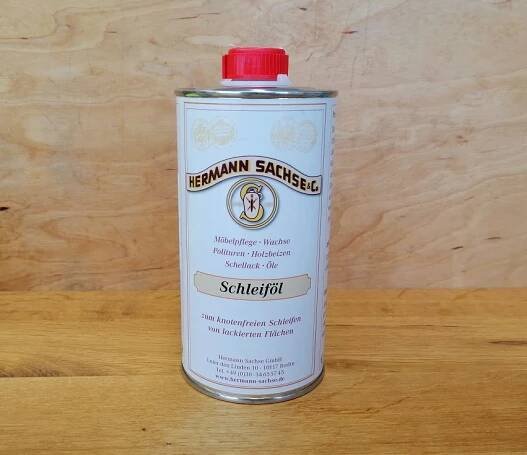 HERMANN SACHSE & Co.
Möbelpflege · Wachse
Polituren · Holzbeizen
Schellack · Öle
Schleiföl
zum knotenfreien Schleifen
von lackierten Flächen
Hermann Sachse GmbH
Unter den Linden 10 - 10117 Berlin
www.hermann-sachse.de